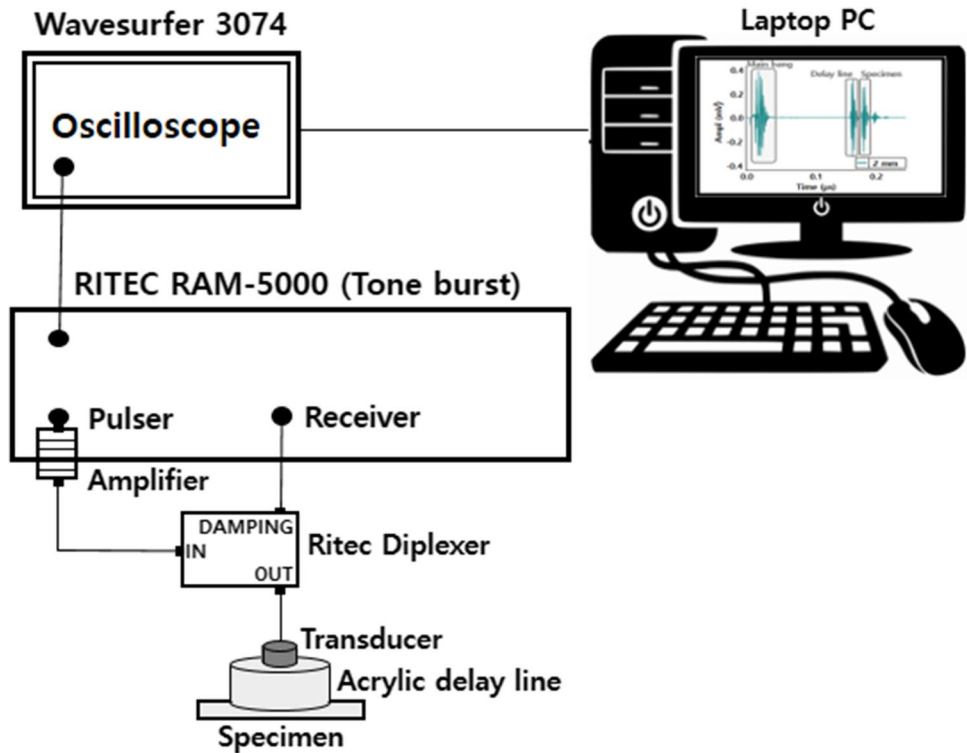 Wavesurfer 3074
Laptop PC
Oscilloscope
Main bang
Delay line
Specimen
0.4
0.2
0.0
-0.2
-0.4
Ampl (mV)
0.0
0.1
0.2
Time (µs)
2 mm
RITEC RAM-5000 (Tone burst)
Pulser
Receiver
Amplifier
DAMPING
IN
OUT
Ritec Diplexer
Transducer
Acrylic delay line
Specimen